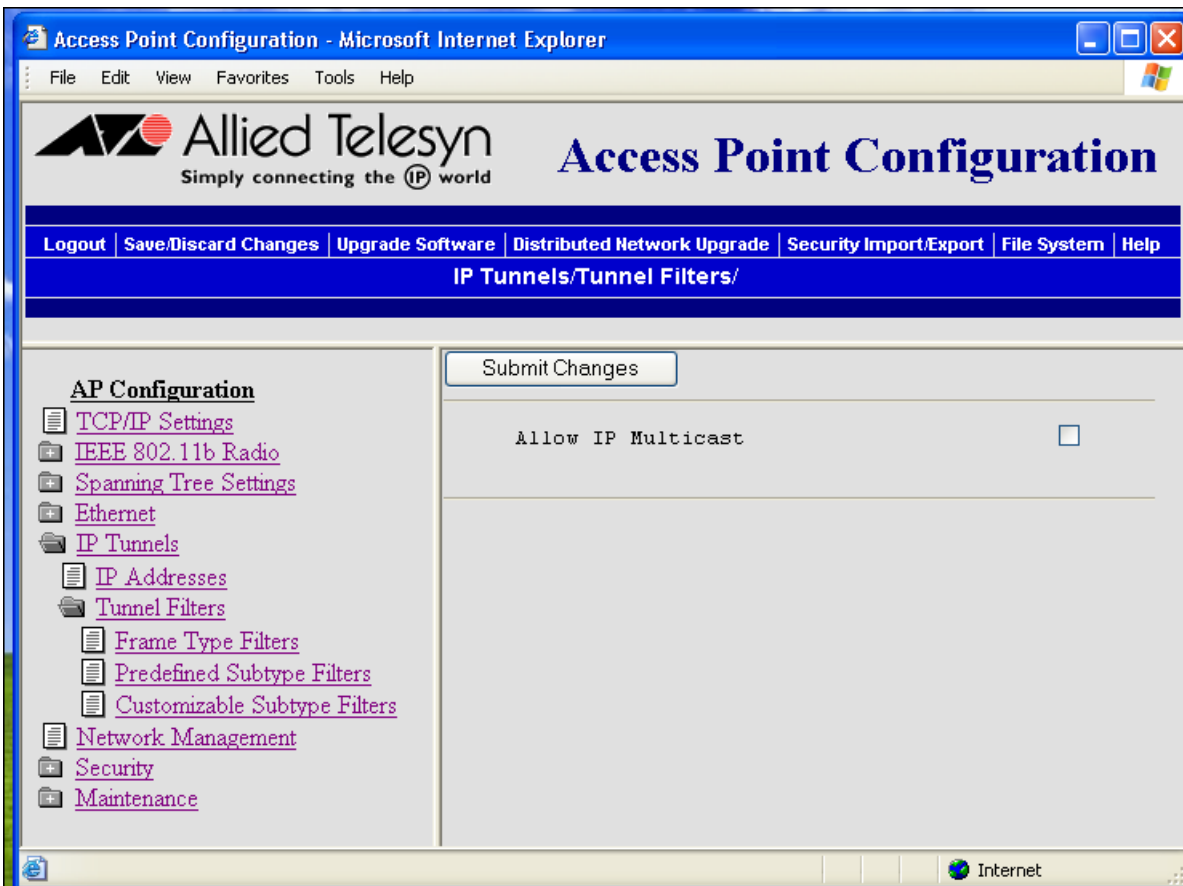 Access Point Configuration - Microsoft Internet Explorer
File Edit View Favorites Tools Help
Allied Telesyn
Simply connecting the IP world
Access Point Configuration
Logout | Save/Discard Changes | Upgrade Software | Distributed Network Upgrade | Security Import/Export | File System | Help
IP Tunnels/Tunnel Filters/
AP Configuration
TCP/IP Settings
IEEE 802.11b Radio
Spanning Tree Settings
Ethernet
IP Tunnels
IP Addresses
Tunnel Filters
Frame Type Filters
Predefined Subtype Filters
Customizable Subtype Filters
Network Management
Security
Maintenance
Submit Changes
Allow IP Multicast
Internet